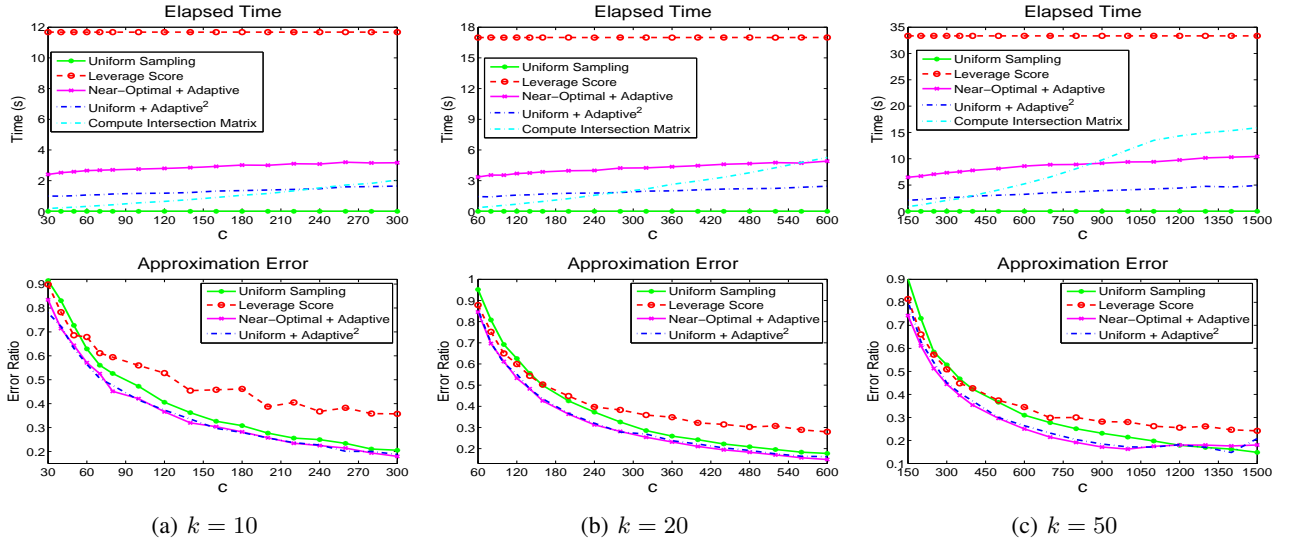 Elapsed Time
12
10
8
6
4
2
0
Time (s)
Uniform Sampling
Leverage Score
Near-Optimal + Adaptive
Uniform + Adaptive²
Compute Intersection Matrix
30 60 90 120 150 180 210 240 270 300
c
Elapsed Time
18
15
12
9
6
3
0
Time (s)
Uniform Sampling
Leverage Score
Near-Optimal + Adaptive
Uniform + Adaptive²
Compute Intersection Matrix
60 120 180 240 300 360 420 480 540 600
c
Elapsed Time
35
30
25
20
15
10
5
0
Time (s)
Uniform Sampling
Leverage Score
Near-Optimal + Adaptive
Uniform + Adaptive²
Compute Intersection Matrix
150 300 450 600 750 900 1050 1200 1350 1500
c
Approximation Error
0.9
0.8
0.7
0.6
0.5
0.4
0.3
0.2
Error Ratio
Uniform Sampling
Leverage Score
Near-Optimal + Adaptive
Uniform + Adaptive²
30 60 90 120 150 180 210 240 270 300
c
Approximation Error
1
0.9
0.8
0.7
0.6
0.5
0.4
0.3
0.2
Error Ratio
Uniform Sampling
Leverage Score
Near-Optimal + Adaptive
Uniform + Adaptive²
60 120 180 240 300 360 420 480 540 600
c
Approximation Error
0.9
0.8
0.7
0.6
0.5
0.4
0.3
0.2
0.1
Error Ratio
Uniform Sampling
Leverage Score
Near-Optimal + Adaptive
Uniform + Adaptive²
150 300 450 600 750 900 1050 1200 1350 1500
c
(a) k = 10
(b) k = 20
(c) k = 50